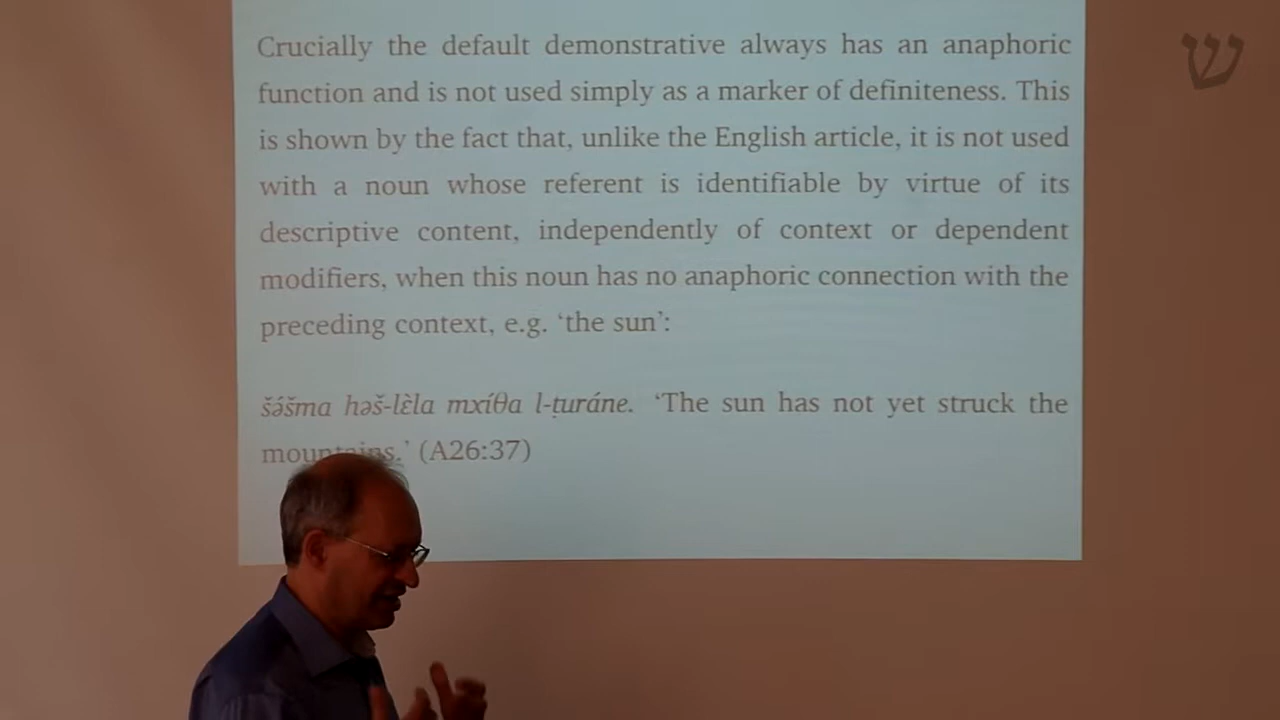 Crucially the default demonstrative always has an anaphoric
function and is not used simply as a marker of definiteness. This
is shown by the fact that, unlike the English article, it is not used
with a noun whose referent is identifiable by virtue of its
descriptive content, independently of context or dependent
modifiers, when this noun has no anaphoric connection with the
preceding context, e.g. ‘the sun’:
šə́šma həš-lɛ̀la mxíθa l-ṭuráne. ‘The sun has not yet struck the
mountains.’ (A26:37)
ש